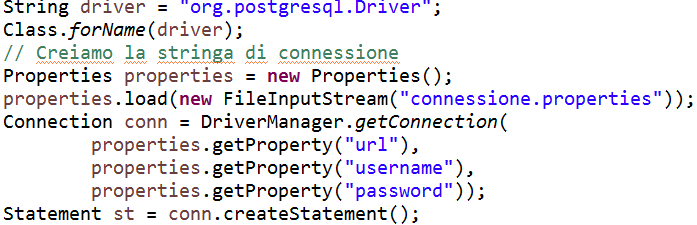 String driver = "org.postgresql.Driver";
Class.forName(driver);
// Creiamo la stringa di connessione
Properties properties = new Properties();
properties.load(new FileInputStream("connessione.properties"));
Connection conn = DriverManager.getConnection(
        properties.getProperty("url"),
        properties.getProperty("username"),
        properties.getProperty("password"));
Statement st = conn.createStatement();